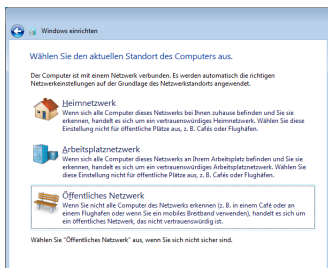 Windows einrichten
Wählen Sie den aktuellen Standort des Computers aus.
Der Computer ist mit einem Netzwerk verbunden. Es werden automatisch die richtigen
Netzwerkeinstellungen auf der Grundlage des Netzwerkstandorts angewendet.
Heimnetzwerk
Wenn sich alle Computer dieses Netzwerks bei Ihnen zuhause befinden und Sie sie
erkennen, handelt es sich um ein vertrauenswürdiges Heimnetzwerk. Wählen Sie diese
Einstellung nicht für öffentliche Plätze aus, z. B. Cafés oder Flughäfen.
Arbeitsplatznetzwerk
Wenn sich alle Computer dieses Netzwerks an Ihrem Arbeitsplatz befinden und Sie sie
erkennen, handelt es sich um ein vertrauenswürdiges Netzwerk. Wählen Sie
diese Einstellung nicht für öffentliche Plätze aus, z. B. Cafés oder Flughäfen.
Öffentliches Netzwerk
Wenn Sie nicht alle Computer des Netzwerks erkennen (z. B. in einem Café oder an
einem Flughafen oder wenn Sie ein mobiles Breitband verwenden), handelt es sich um
ein öffentliches Netzwerk, das nicht vertrauenswürdig ist.
Wählen Sie "Öffentliches Netzwerk" aus, wenn Sie sich nicht sicher sind.